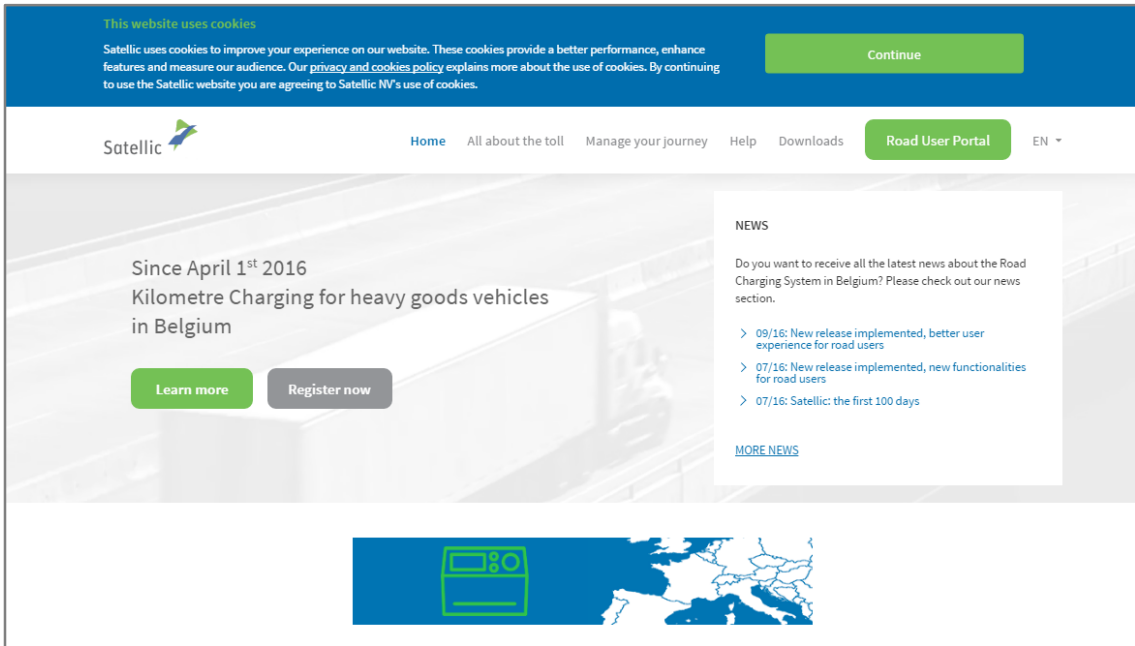 This website uses cookies
Satellic uses cookies to improve your experience on our website. These cookies provide a better performance, enhance
features and measure our audience. Our privacy and cookies policy explains more about the use of cookies. By continuing
to use the Satellic website you are agreeing to Satellic NV's use of cookies.
Continue
Satellic
Home All about the toll Manage your journey Help Downloads Road User Portal EN
Since April 1st 2016
Kilometre Charging for heavy goods vehicles
in Belgium
Learn more Register now
NEWS
Do you want to receive all the latest news about the Road
Charging System in Belgium? Please check out our news
section.
09/16: New release implemented, better user
experience for road users
07/16: New release implemented, new functionalities
for road users
07/16: Satellic: the first 100 days
MORE NEWS